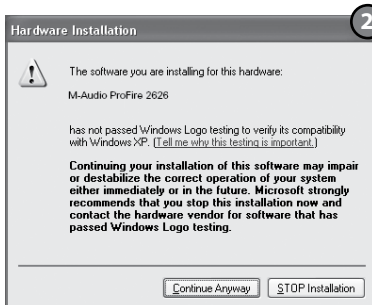 2
Hardware Installation
The software you are installing for this hardware:
M-Audio ProFire 2626
has not passed Windows Logo testing to verify its compatibility
with Windows XP. (Tell me why this testing is important.)
Continuing your installation of this software may impair
or destabilize the correct operation of your system
either immediately or in the future. Microsoft strongly
recommends that you stop this installation now and
contact the hardware vendor for software that has
passed Windows Logo testing.
Continue Anyway
STOP Installation